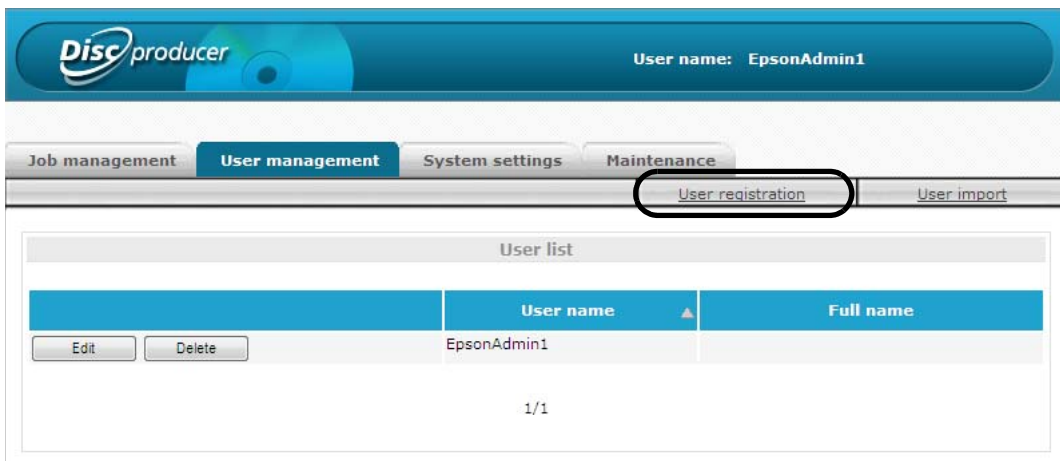 Disc producer
User name: EpsonAdmin1
Job management User management System settings Maintenance
User registration User import
User list
User name Full name
Edit Delete EpsonAdmin1
1/1